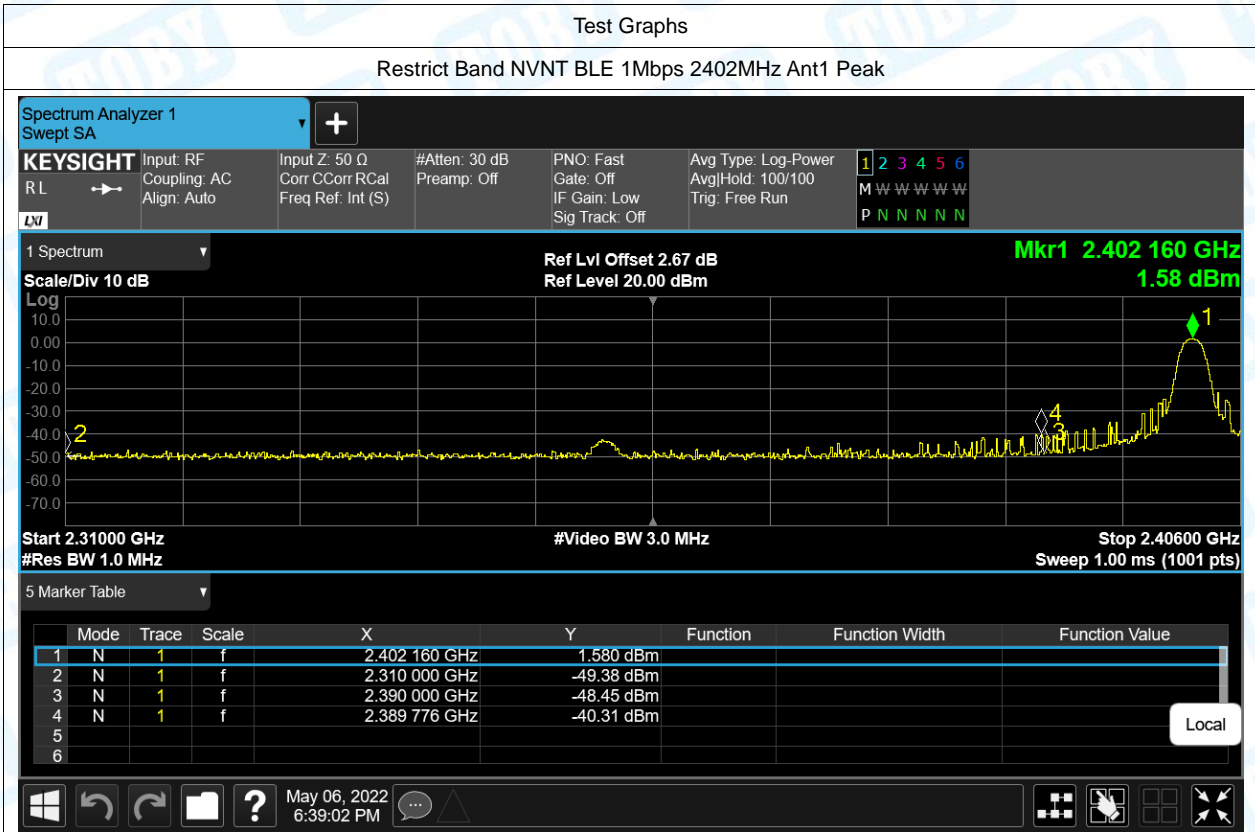 Test Graphs
Restrict Band NVNT BLE 1Mbps 2402MHz Ant1 Peak
Spectrum Analyzer 1
Swept SA
+
KEYSIGHT
RL
LXI
Input: RF
Coupling: AC
Align: Auto
Input Z: 50 Ω
Corr CCorr RCal
Freq Ref: Int (S)
#Atten: 30 dB
Preamp: Off
PNO: Fast
Gate: Off
IF Gain: Low
Sig Track: Off
Avg Type: Log-Power
Avg|Hold: 100/100
Trig: Free Run
1 2 3 4 5 6
M W W W W W W
P N N N N N
1 Spectrum
Scale/Div 10 dB
Ref Lvl Offset 2.67 dB
Ref Level 20.00 dBm
Mkr1 2.402 160 GHz
1.58 dBm
Log
10.0
0.00
-10.0
-20.0
-30.0
-40.0
-50.0
-60.0
-70.0
1
2
3
4
Start 2.31000 GHz
#Video BW 3.0 MHz
Stop 2.40600 GHz
#Res BW 1.0 MHz
Sweep 1.00 ms (1001 pts)
5 Marker Table
Mode Trace Scale X Y Function Function Width Function Value
1 N 1 f 2.402 160 GHz 1.580 dBm
2 N 1 f 2.310 000 GHz -49.38 dBm
3 N 1 f 2.390 000 GHz -48.45 dBm
4 N 1 f 2.389 776 GHz -40.31 dBm
5
6
Local
?
May 06, 2022
6:39:02 PM